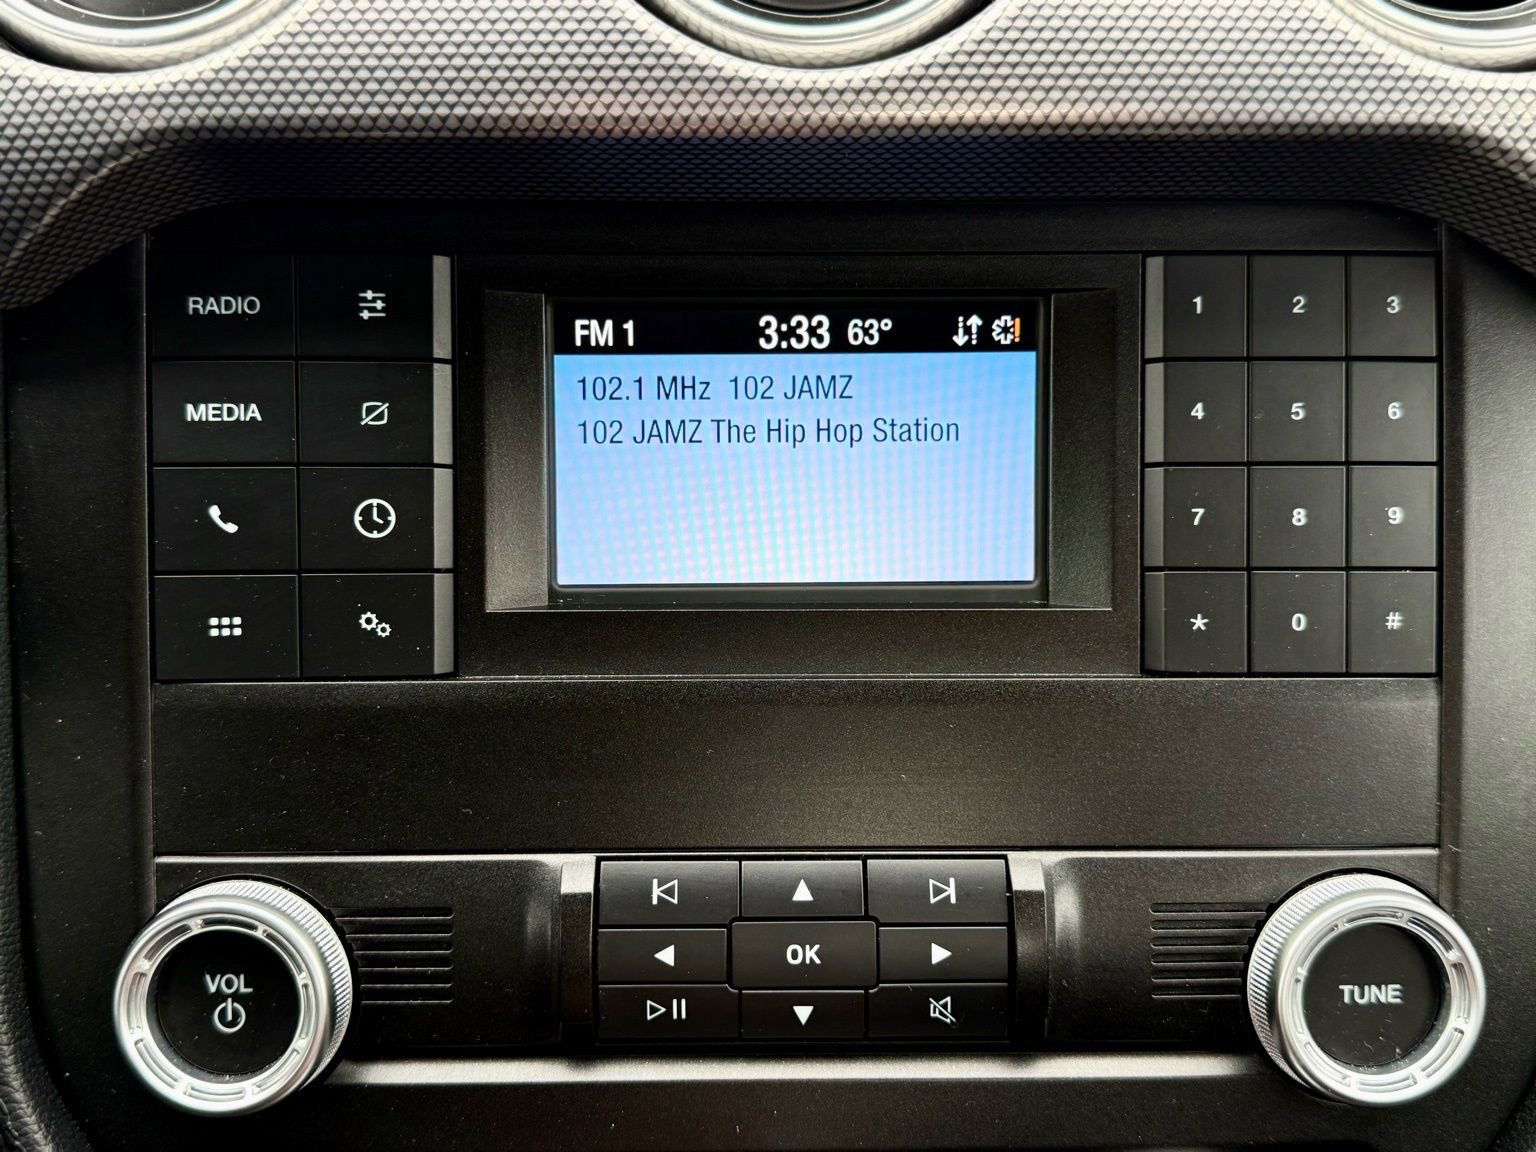 FM 1 3:33 63°
102.1 MHz 102 JAMZ
102 JAMZ The Hip Hop Station
RADIO
MEDIA
1 2 3
4 5 6
7 8 9
* 0 #
VOL
OK
TUNE